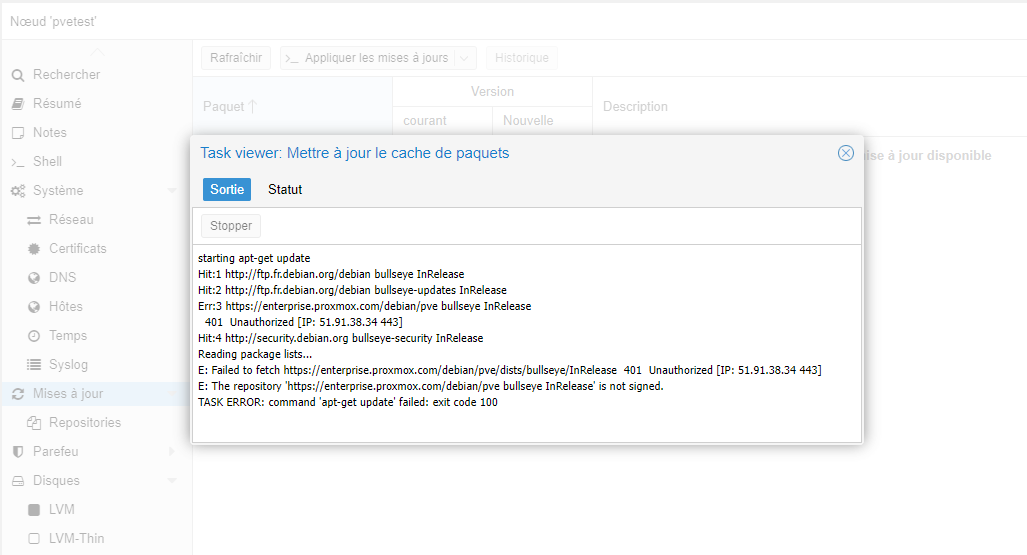 Nœud 'pvetest'
Rechercher
Résumé
Notes
Shell
Système
Réseau
Certificats
DNS
Hôtes
Temps
Syslog
Mises à jour
Repositories
Parefeu
Disques
LVM
LVM-Thin
Rafraîchir
>_ Appliquer les mises à jours
Historique
Paquet
Version
courant
Nouvelle
Description
ise à jour disponible
Task viewer: Mettre à jour le cache de paquets
Sortie
Statut
Stopper
starting apt-get update
Hit:1 http://ftp.fr.debian.org/debian bullseye InRelease
Hit:2 http://ftp.fr.debian.org/debian bullseye-updates InRelease
Err:3 https://enterprise.proxmox.com/debian/pve bullseye InRelease
401 Unauthorized [IP: 51.91.38.34 443]
Hit:4 http://security.debian.org bullseye-security InRelease
Reading package lists...
E: Failed to fetch https://enterprise.proxmox.com/debian/pve/dists/bullseye/InRelease 401 Unauthorized [IP: 51.91.38.34 443]
E: The repository 'https://enterprise.proxmox.com/debian/pve bullseye InRelease' is not signed.
TASK ERROR: command 'apt-get update' failed: exit code 100